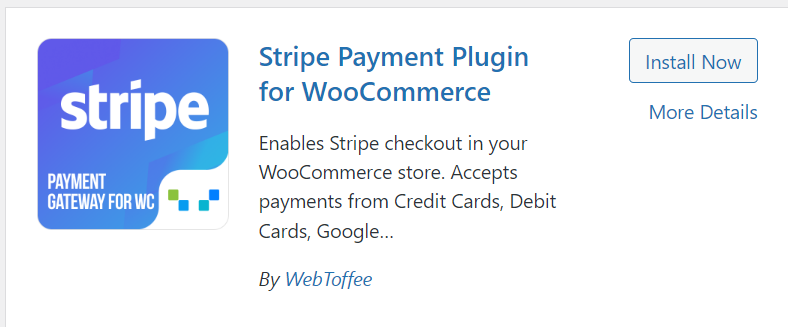 stripe
PAYMENT
GATEWAY FOR WC
Stripe Payment Plugin
for WooCommerce
Enables Stripe checkout in your
WooCommerce store. Accepts
payments from Credit Cards, Debit
Cards, Google...
By WebToffee
Install Now
More Details